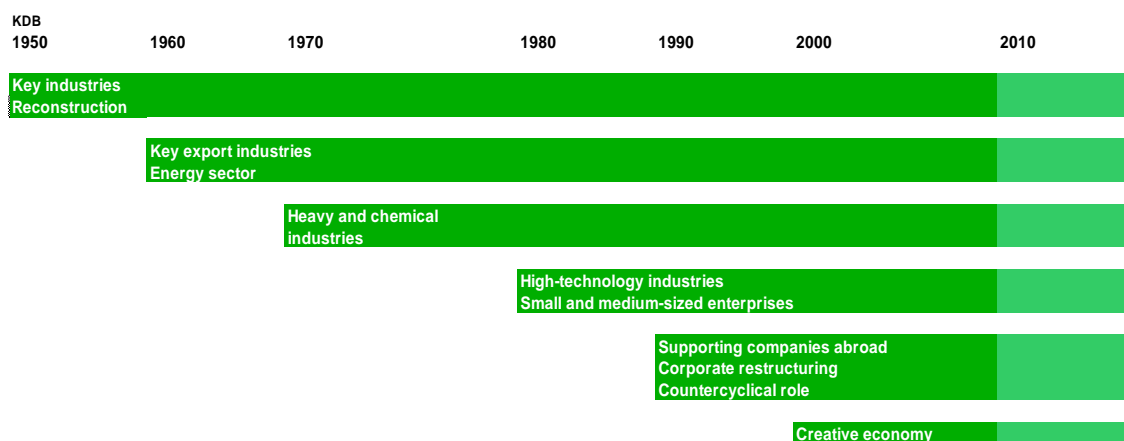 KDB
1950 1960 1970 1980 1990 2000 2010
Key industries
Reconstruction
Key export industries
Energy sector
Heavy and chemical
industries
High-technology industries
Small and medium-sized enterprises
Supporting companies abroad
Corporate restructuring
Countercyclical role
Creative economy